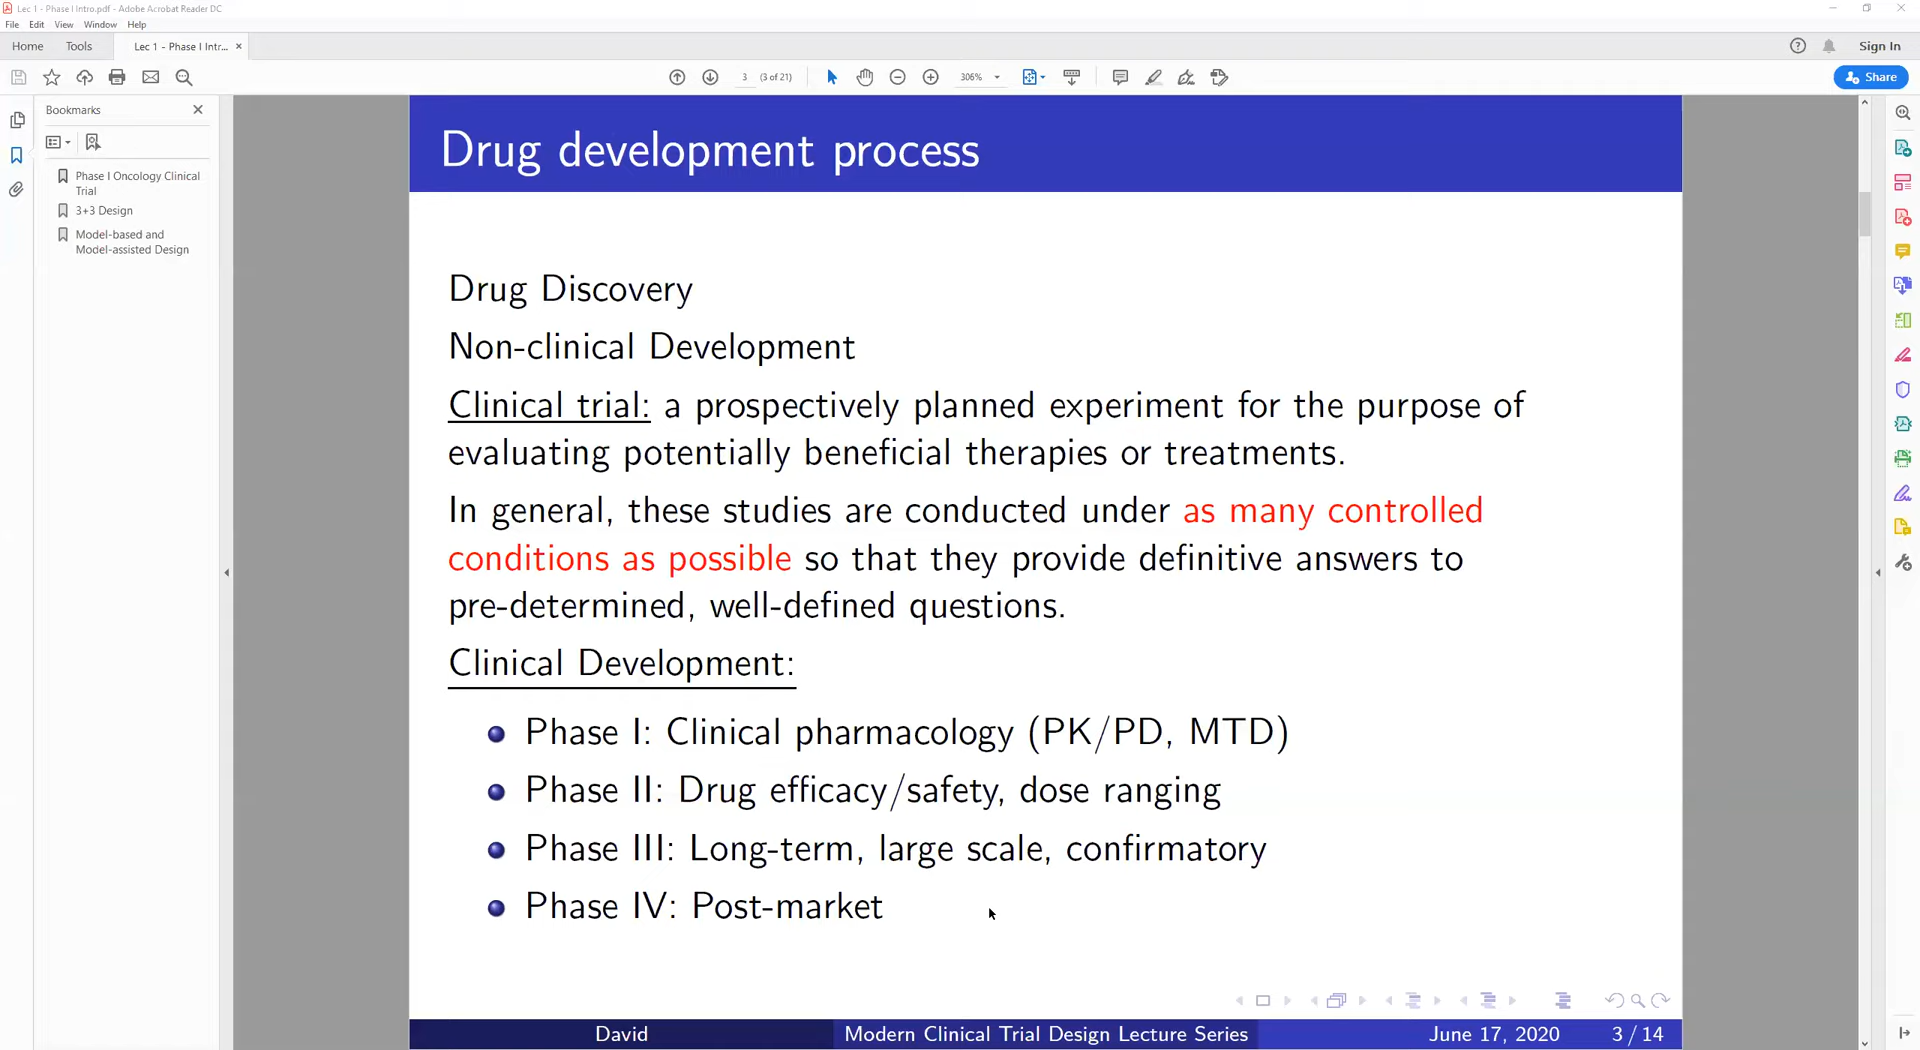 Lec 1 - Phase I Intro.pdf - Adobe Acrobat Reader DC
File Edit View Window Help
Home Tools Lec 1 - Phase I Intr... × Sign In
3 (3 of 21) 306% Share
Bookmarks
Phase I Oncology Clinical
Trial
3+3 Design
Model-based and
Model-assisted Design
Drug development process
Drug Discovery
Non-clinical Development
Clinical trial: a prospectively planned experiment for the purpose of
evaluating potentially beneficial therapies or treatments.
In general, these studies are conducted under as many controlled
conditions as possible so that they provide definitive answers to
pre-determined, well-defined questions.
Clinical Development:
Phase I: Clinical pharmacology (PK/PD, MTD)
Phase II: Drug efficacy/safety, dose ranging
Phase III: Long-term, large scale, confirmatory
Phase IV: Post-market
David Modern Clinical Trial Design Lecture Series June 17, 2020 3 / 14